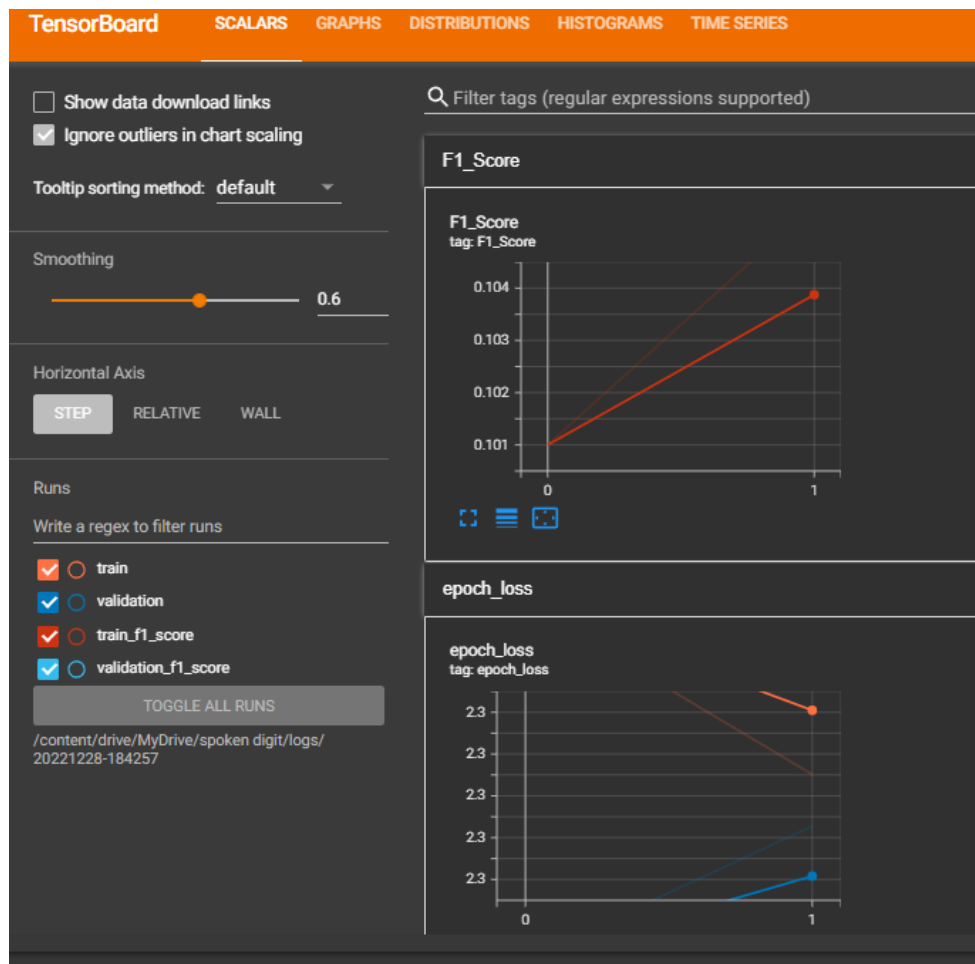 TensorBoard SCALARS GRAPHS DISTRIBUTIONS HISTOGRAMS TIME SERIES
Show data download links
Ignore outliers in chart scaling
Tooltip sorting method: default
Smoothing
0.6
Horizontal Axis
STEP RELATIVE WALL
Runs
Write a regex to filter runs
train
validation
train_f1_score
validation_f1_score
TOGGLE ALL RUNS
/content/drive/MyDrive/spoken digit/logs/
20221228-184257
Filter tags (regular expressions supported)
F1_Score
F1_Score
tag: F1_Score
0.104
0.103
0.102
0.101
0 1
epoch_loss
epoch_loss
tag: epoch_loss
2.3
2.3
2.3
2.3
2.3
0 1